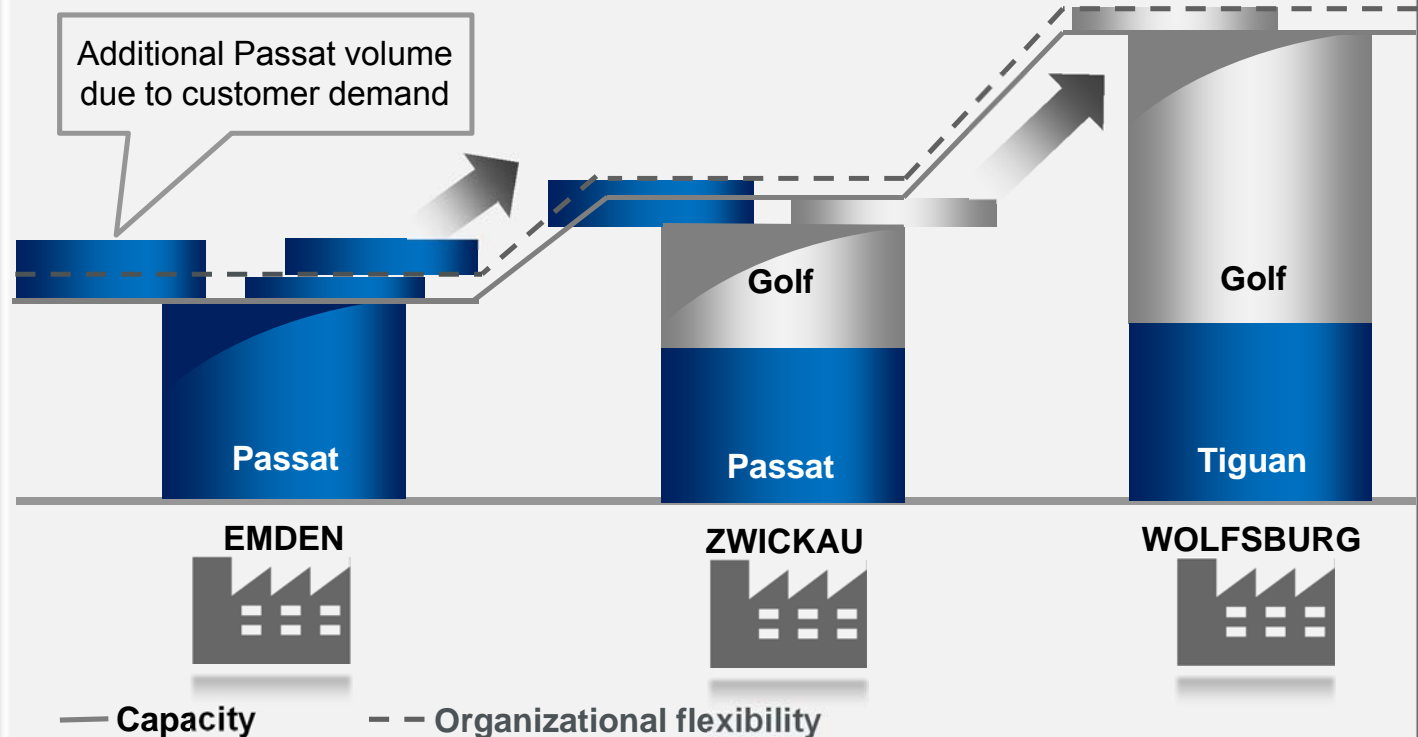 Additional Passat volume
due to customer demand
Golf
Golf
Passat
Passat
Tiguan
EMDEN
ZWICKAU
WOLFSBURG
Capacity
Organizational flexibility